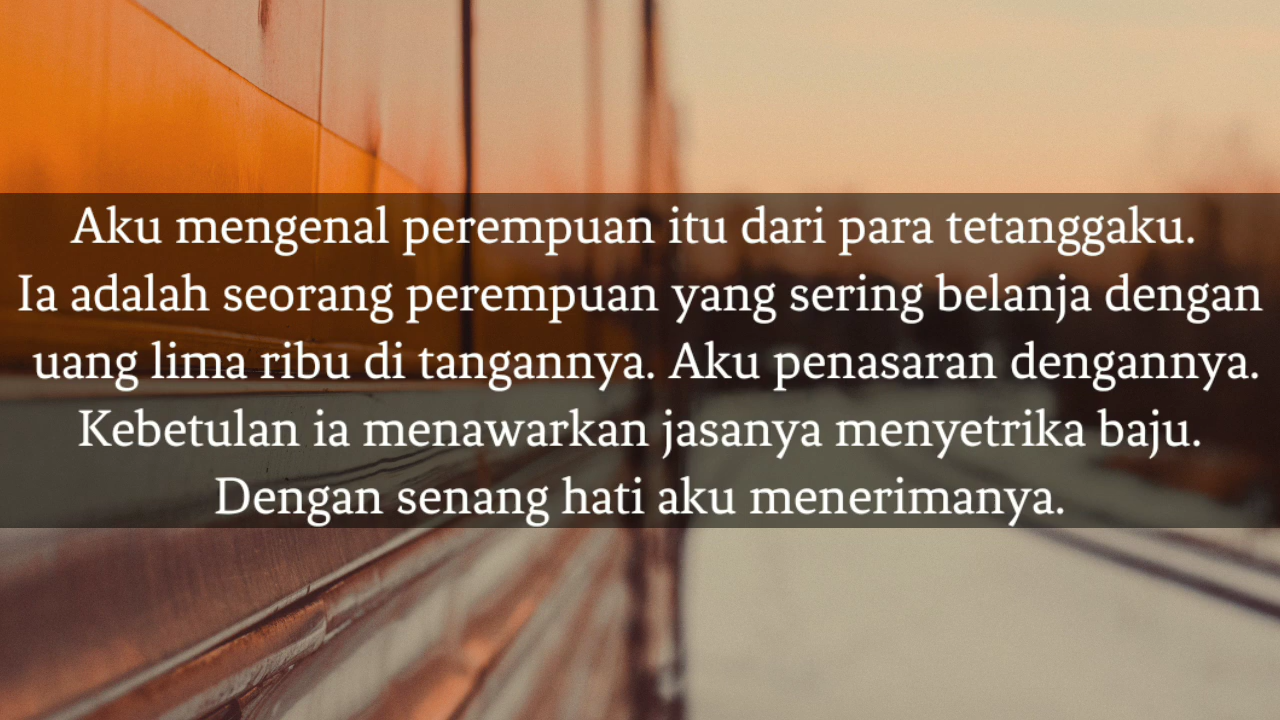 Aku mengenal perempuan itu dari para tetanggaku.
Ia adalah seorang perempuan yang sering belanja dengan
uang lima ribu di tangannya. Aku penasaran dengannya.
Kebetulan ia menawarkan jasanya menyetrika baju.
Dengan senang hati aku menerimanya.